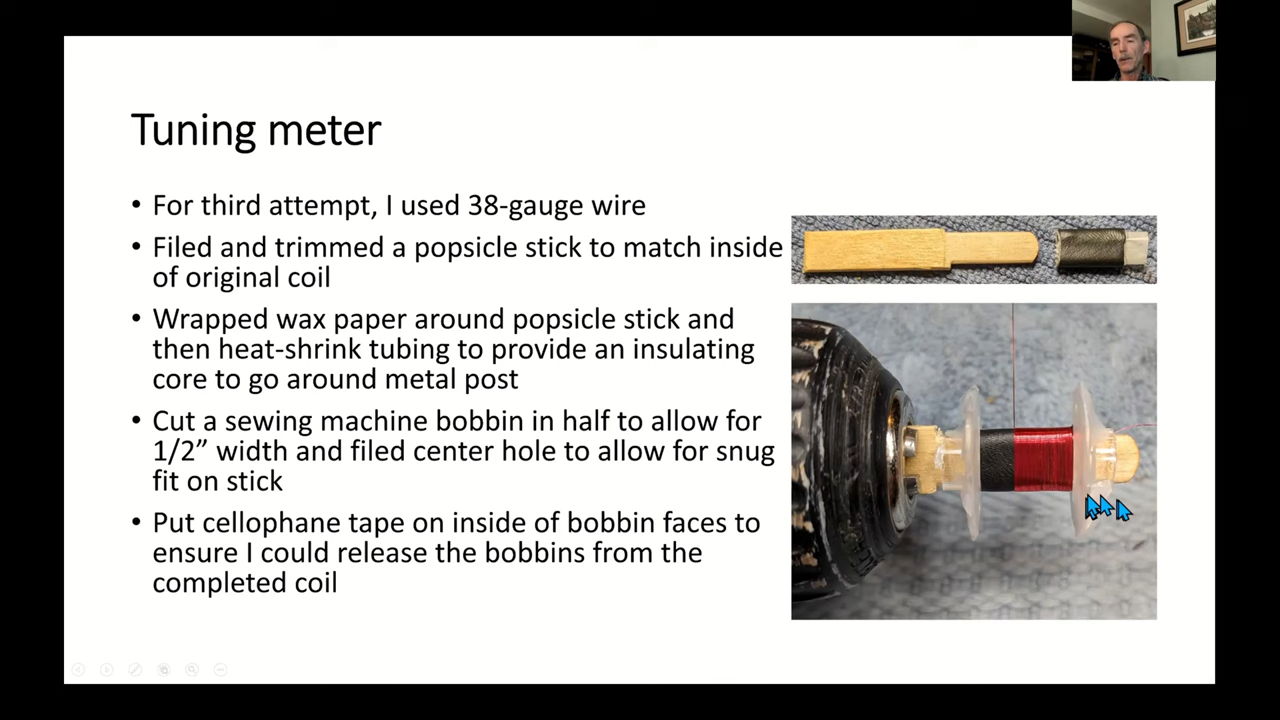 Tuning meter
• For third attempt, I used 38-gauge wire
• Filed and trimmed a popsicle stick to match inside
of original coil
• Wrapped wax paper around popsicle stick and
then heat-shrink tubing to provide an insulating
core to go around metal post
• Cut a sewing machine bobbin in half to allow for
1/2” width and filed center hole to allow for snug
fit on stick
• Put cellophane tape on inside of bobbin faces to
ensure I could release the bobbins from the
completed coil